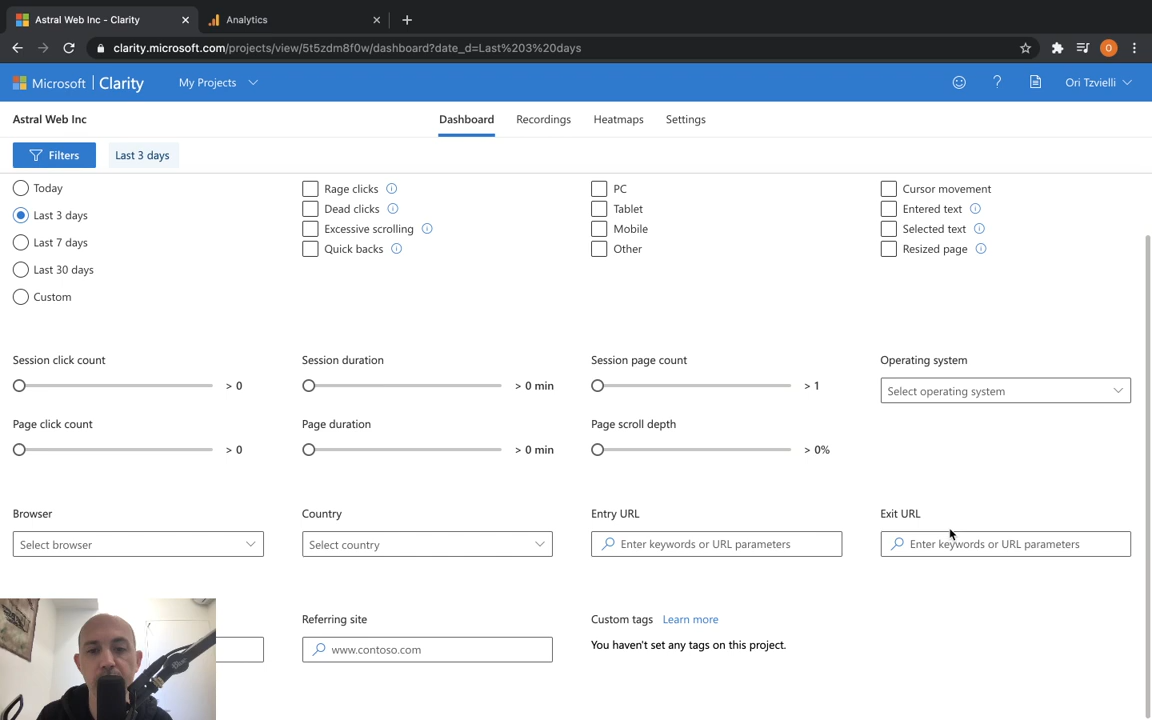 Astral Web Inc - Clarity
Analytics
clarity.microsoft.com/projects/view/5t5zdm8f0w/dashboard?date_d=Last%203%20days
O
Microsoft | Clarity
My Projects
?
Ori Tzvielli
Astral Web Inc
Dashboard
Recordings
Heatmaps
Settings
Filters
Last 3 days
Today
Last 3 days
Last 7 days
Last 30 days
Custom
Rage clicks
Dead clicks
Excessive scrolling
Quick backs
PC
Tablet
Mobile
Other
Cursor movement
Entered text
Selected text
Resized page
Session click count
> 0
Session duration
> 0 min
Session page count
> 1
Operating system
Select operating system
Page click count
> 0
Page duration
> 0 min
Page scroll depth
> 0%
Browser
Select browser
Country
Select country
Entry URL
Enter keywords or URL parameters
Exit URL
Enter keywords or URL parameters
Referring site
www.contoso.com
Custom tags Learn more
You haven't set any tags on this project.